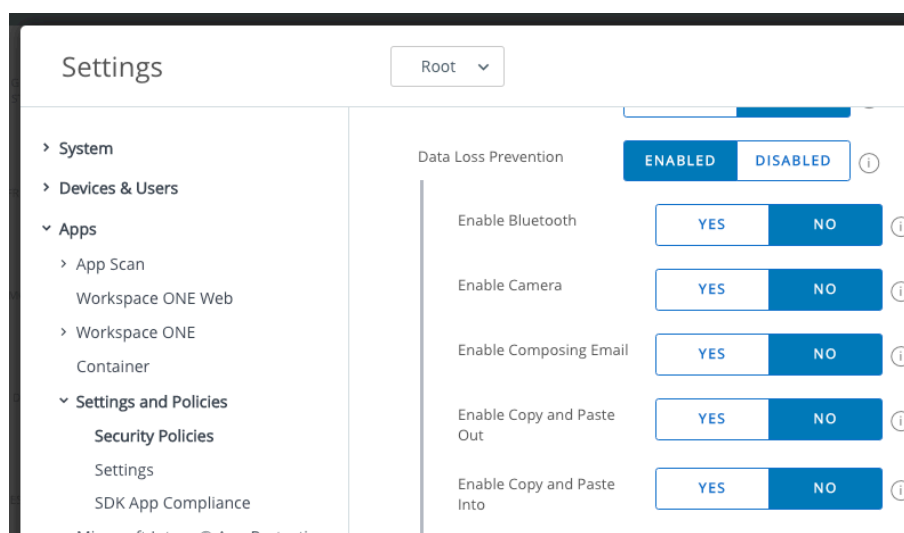 Settings
Root
System
Devices & Users
Apps
App Scan
Workspace ONE Web
Workspace ONE
Container
Settings and Policies
Security Policies
Settings
SDK App Compliance
Data Loss Prevention
ENABLED DISABLED
Enable Bluetooth
YES NO
Enable Camera
YES NO
Enable Composing Email
YES NO
Enable Copy and Paste
Out
YES NO
Enable Copy and Paste
Into
YES NO